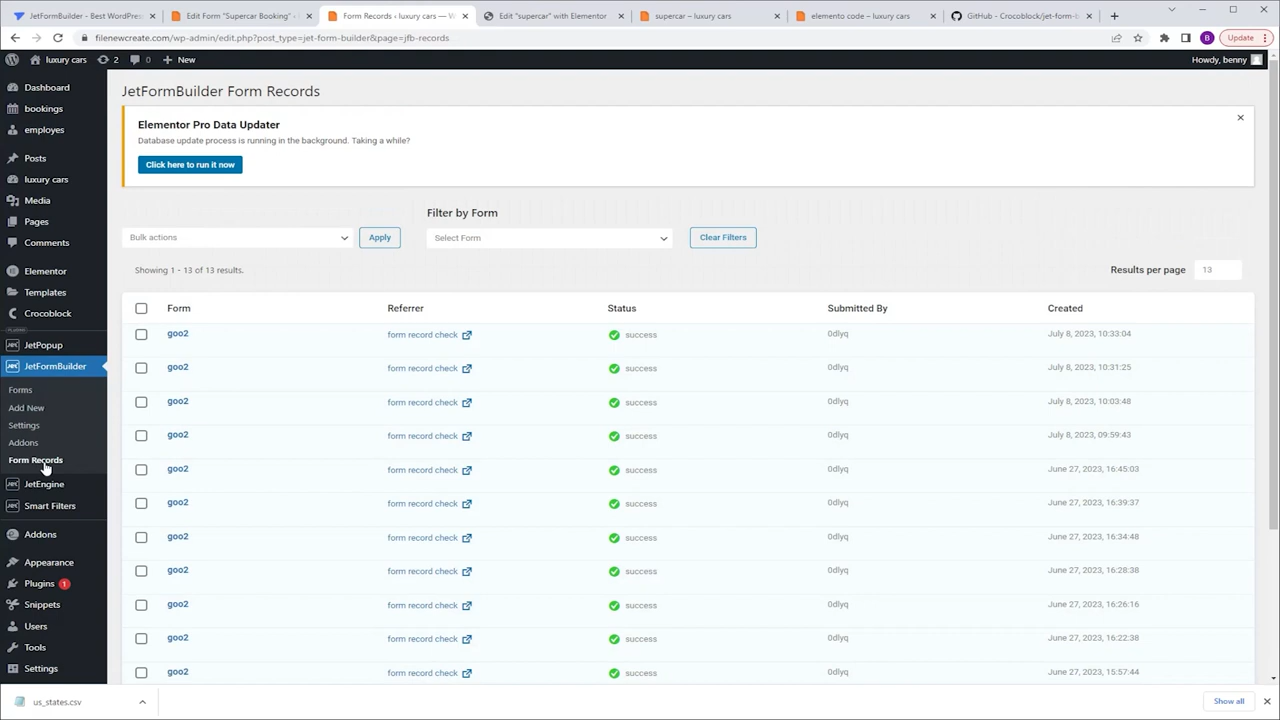 JetFormBuilder - Best WordPress
Edit Form "Supercar Booking"
Form Records ‹ luxury cars — W
Edit "supercar" with Elementor
supercar – luxury cars
elemento code – luxury cars
GitHub - Crocoblock/jet-form-b
filenewcreate.com/wp-admin/edit.php?post_type=jet-form-builder&page=jfb-records
B
Update
luxury cars
2
0
New
Howdy, benny
Dashboard
bookings
employes
Posts
luxury cars
Media
Pages
Comments
Elementor
Templates
Crocoblock
JetPopup
JetFormBuilder
Forms
Add New
Settings
Addons
Form Records
JetEngine
Smart Filters
Addons
Appearance
Plugins 1
Snippets
Users
Tools
Settings
JetFormBuilder Form Records
Elementor Pro Data Updater
Database update process is running in the background. Taking a while?
Click here to run it now
Filter by Form
Bulk actions
Apply
Select Form
Clear Filters
Showing 1 - 13 of 13 results.
Results per page 13
Form Referrer Status Submitted By Created
goo2 form record check success 0dlyq July 8, 2023, 10:33:04
goo2 form record check success 0dlyq July 8, 2023, 10:31:25
goo2 form record check success 0dlyq July 8, 2023, 10:03:48
goo2 form record check success 0dlyq July 8, 2023, 09:59:43
goo2 form record check success 0dlyq June 27, 2023, 16:45:03
goo2 form record check success 0dlyq June 27, 2023, 16:39:37
goo2 form record check success 0dlyq June 27, 2023, 16:34:48
goo2 form record check success 0dlyq June 27, 2023, 16:28:38
goo2 form record check success 0dlyq June 27, 2023, 16:26:16
goo2 form record check success 0dlyq June 27, 2023, 16:22:38
goo2 form record check success 0dlyq June 27, 2023, 15:57:44
us_states.csv
Show all